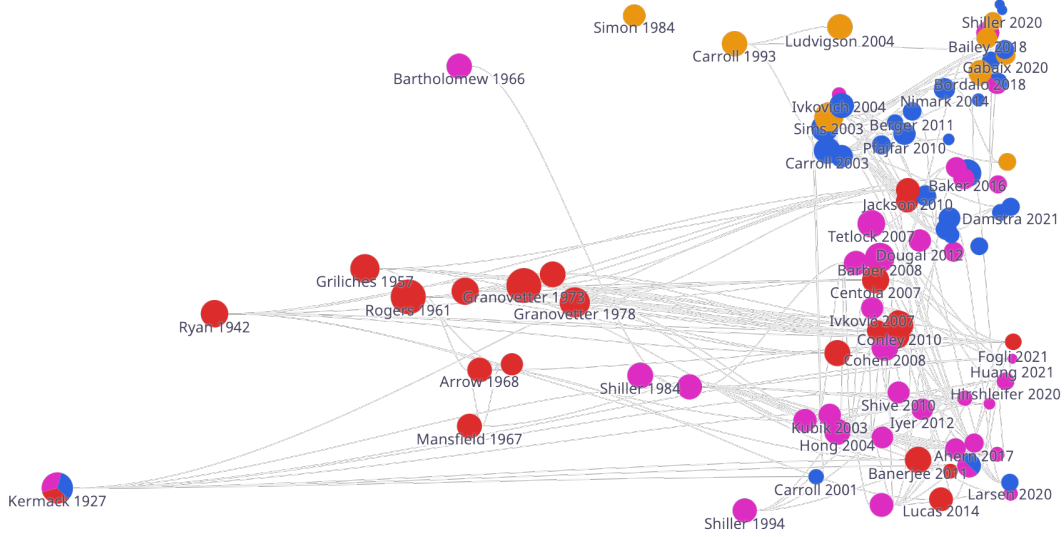 Simon 1984
Shiller 2020
Ludvigson 2004
Carroll 1993
Bailey 2018
Gabaix 2020
Bartholomew 1966
Bordalo 2018
Nimark 2014
Ivkovich 2004
Sims 2003
Berger 2011
Pfajfar 2010
Carroll 2003
Baker 2016
Jackson 2010
Damstra 2021
Tetlock 2007
Dougal 2012
Barber 2008
Griliches 1957
Centola 2007
Granovetter 1973
Rogers 1961
Granovetter 1978
Ivkovic 2007
Ryan 1942
Conley 2010
Cohen 2008
Fogli 2021
Huang 2021
Arrow 1968
Shiller 1984
Hirshleifer 2020
Shive 2010
Iyer 2012
Kubik 2003
Mansfield 1967
Hong 2004
Ahern 2017
Banerjee 2011
Carroll 2001
Larsen 2020
Kermack 1927
Lucas 2014
Shiller 1994